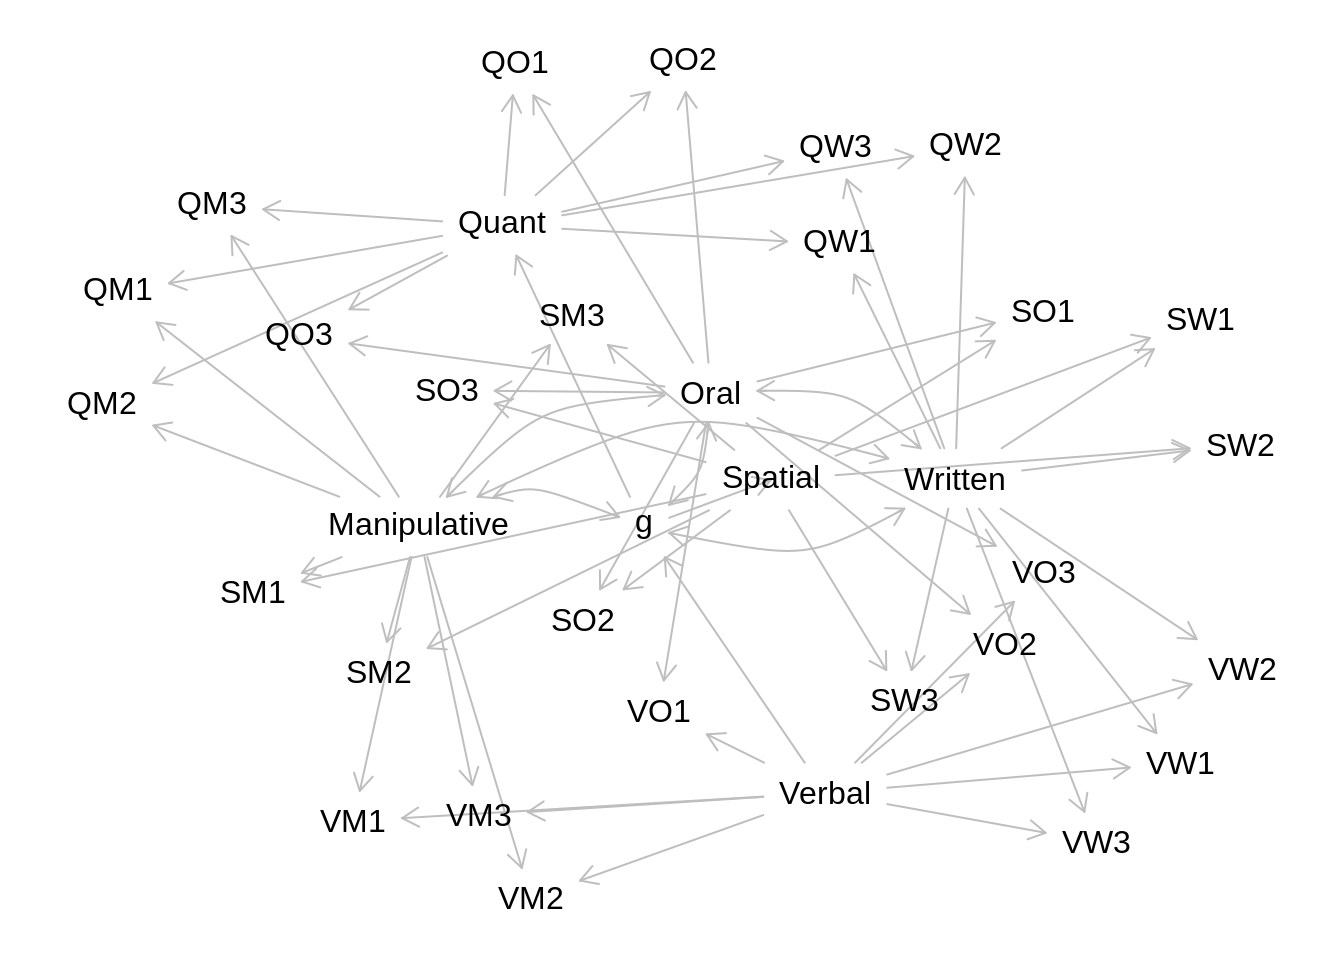 QO1
QO2
QW3
QW2
QM3
Quant
QW1
QM1
SM3
SO1
SW1
QO3
SO3
Oral
QM2
SW2
Spatial
Written
Manipulative
g
VO3
SM1
SO2
VO2
SM2
VW2
SW3
VO1
VW1
Verbal
VM1
VM3
VW3
VM2